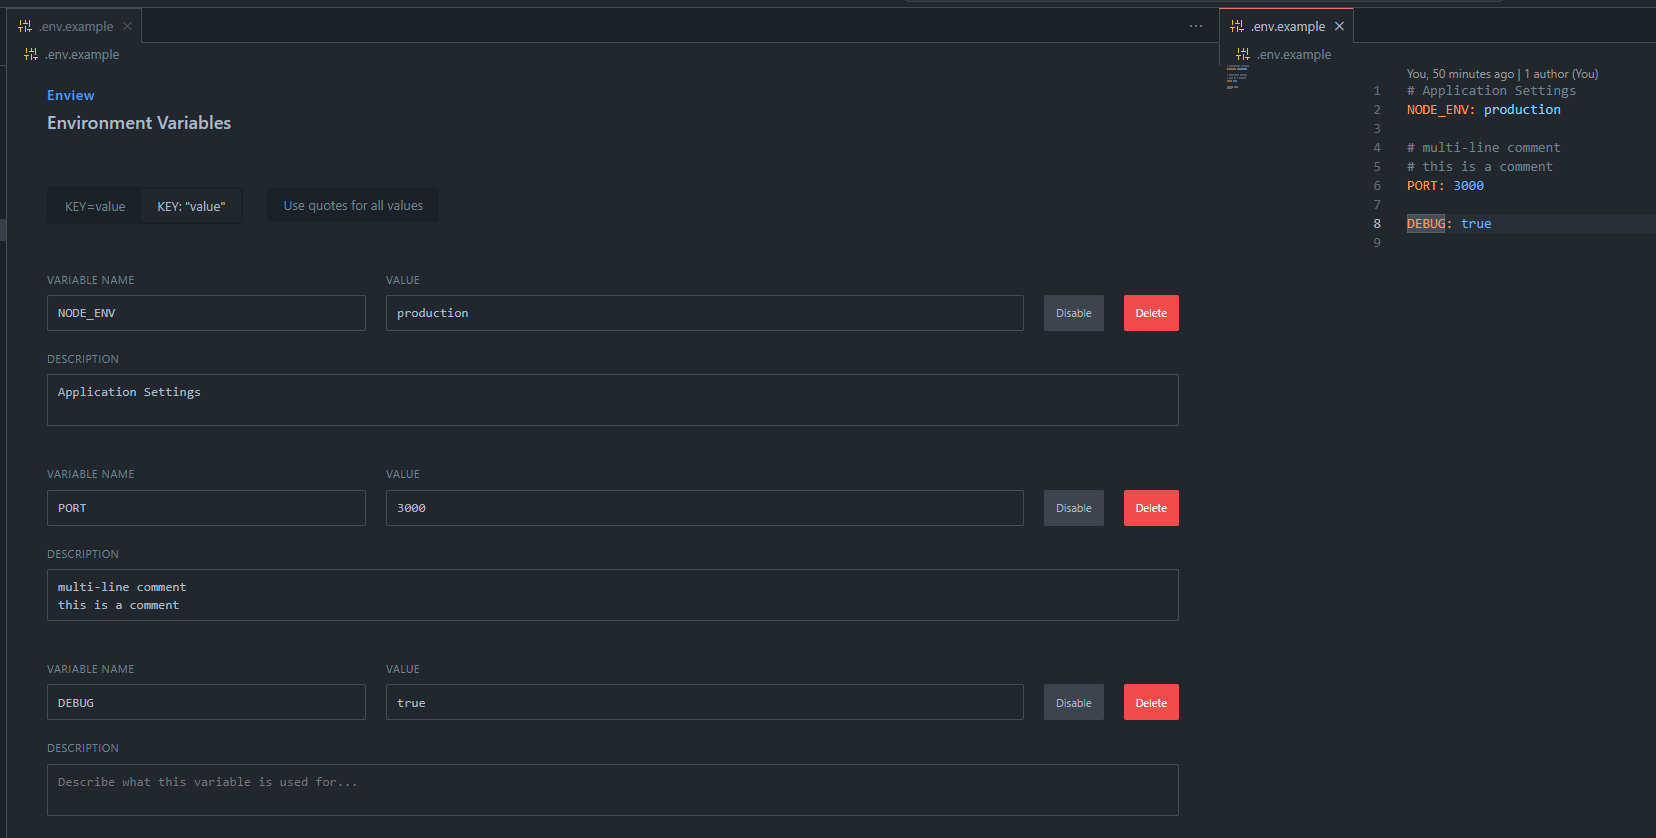 .env.example
.env.example
Enview
Environment Variables
KEY=value
KEY: "value"
Use quotes for all values
VARIABLE NAME
VALUE
NODE_ENV
production
Disable
Delete
DESCRIPTION
Application Settings
VARIABLE NAME
VALUE
PORT
3000
Disable
Delete
DESCRIPTION
multi-line comment
this is a comment
VARIABLE NAME
VALUE
DEBUG
true
Disable
Delete
DESCRIPTION
Describe what this variable is used for...
.env.example
.env.example
You, 50 minutes ago | 1 author (You)
1 # Application Settings
2 NODE_ENV: production
3
4 # multi-line comment
5 # this is a comment
6 PORT: 3000
7
8 DEBUG: true
9